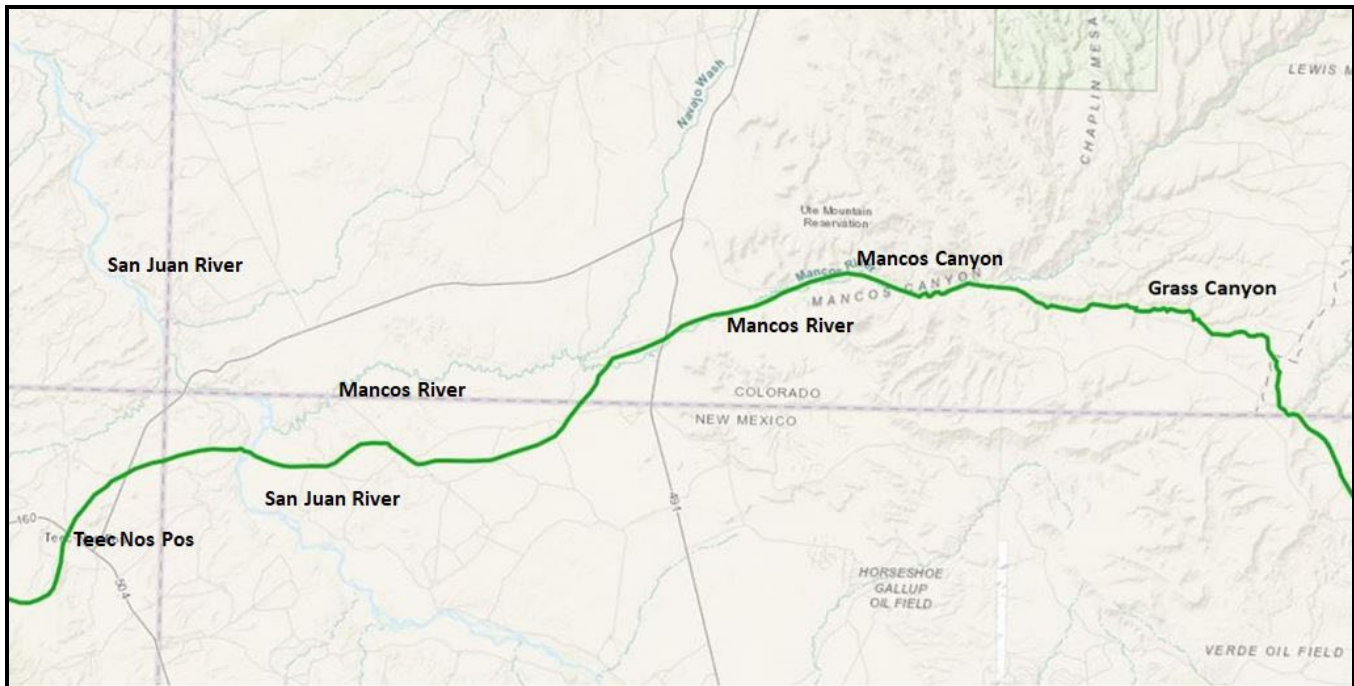 CHAPLIN MESA
LEWIS M
Navajo Wash
Ute Mountain
Reservation
San Juan River
Mancos Canyon
Mancos River
MANCOS CANYON
Grass Canyon
Mancos River
Mancos River
COLORADO
NEW MEXICO
San Juan River
491
160
Teec Nos Pos
504
HORSESHOE
GALLUP
OIL FIELD
VERDE OIL FIELD